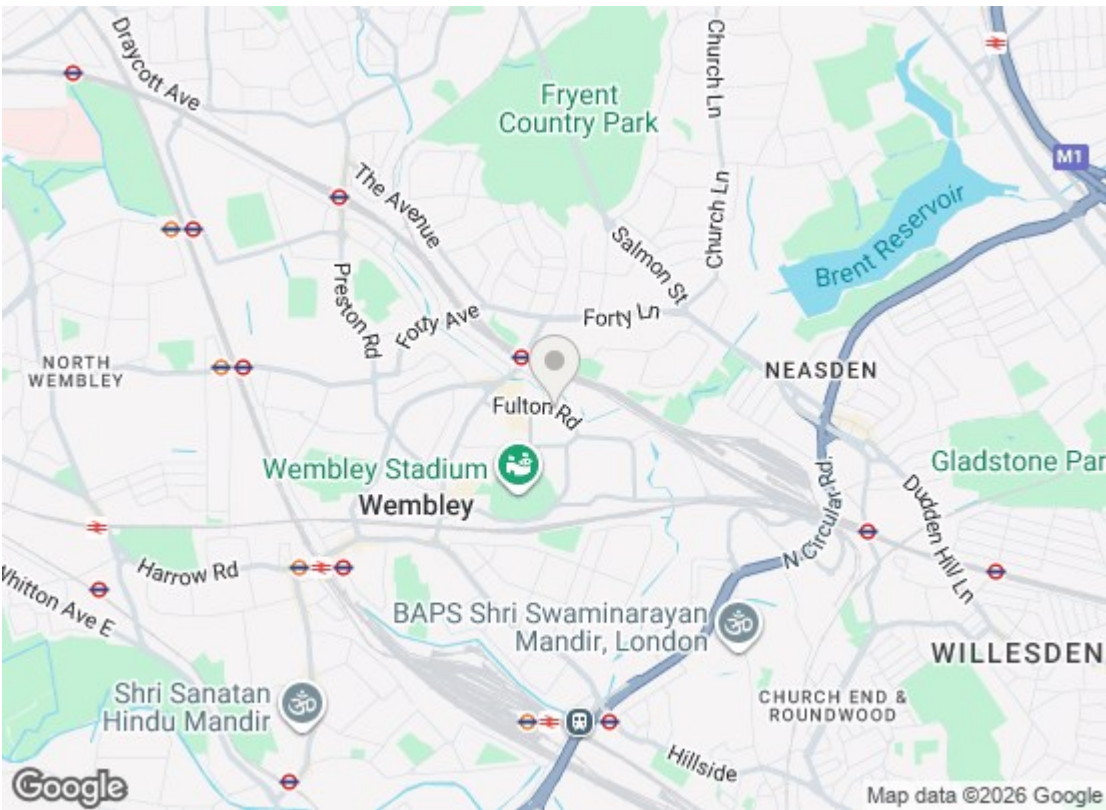 Draycott Ave
Church Ln
Fryent
Country Park
M1
The Avenue
Church Ln
Brent Reservoir
Salmon St
Preston Rd
Forty Ave
Forty Ln
NORTH
WEMBLEY
NEASDEN
Fulton Rd
Wembley Stadium
Gladstone Par
Wembley
N Circular Rd
Dudden Hill Ln
Harrow Rd
Whitton Ave E
BAPS Shri Swaminarayan
Mandir, London
WILLESDEN
Shri Sanatan
Hindu Mandir
CHURCH END &
ROUNDWOOD
Hillside
Google
Map data ©2026 Google